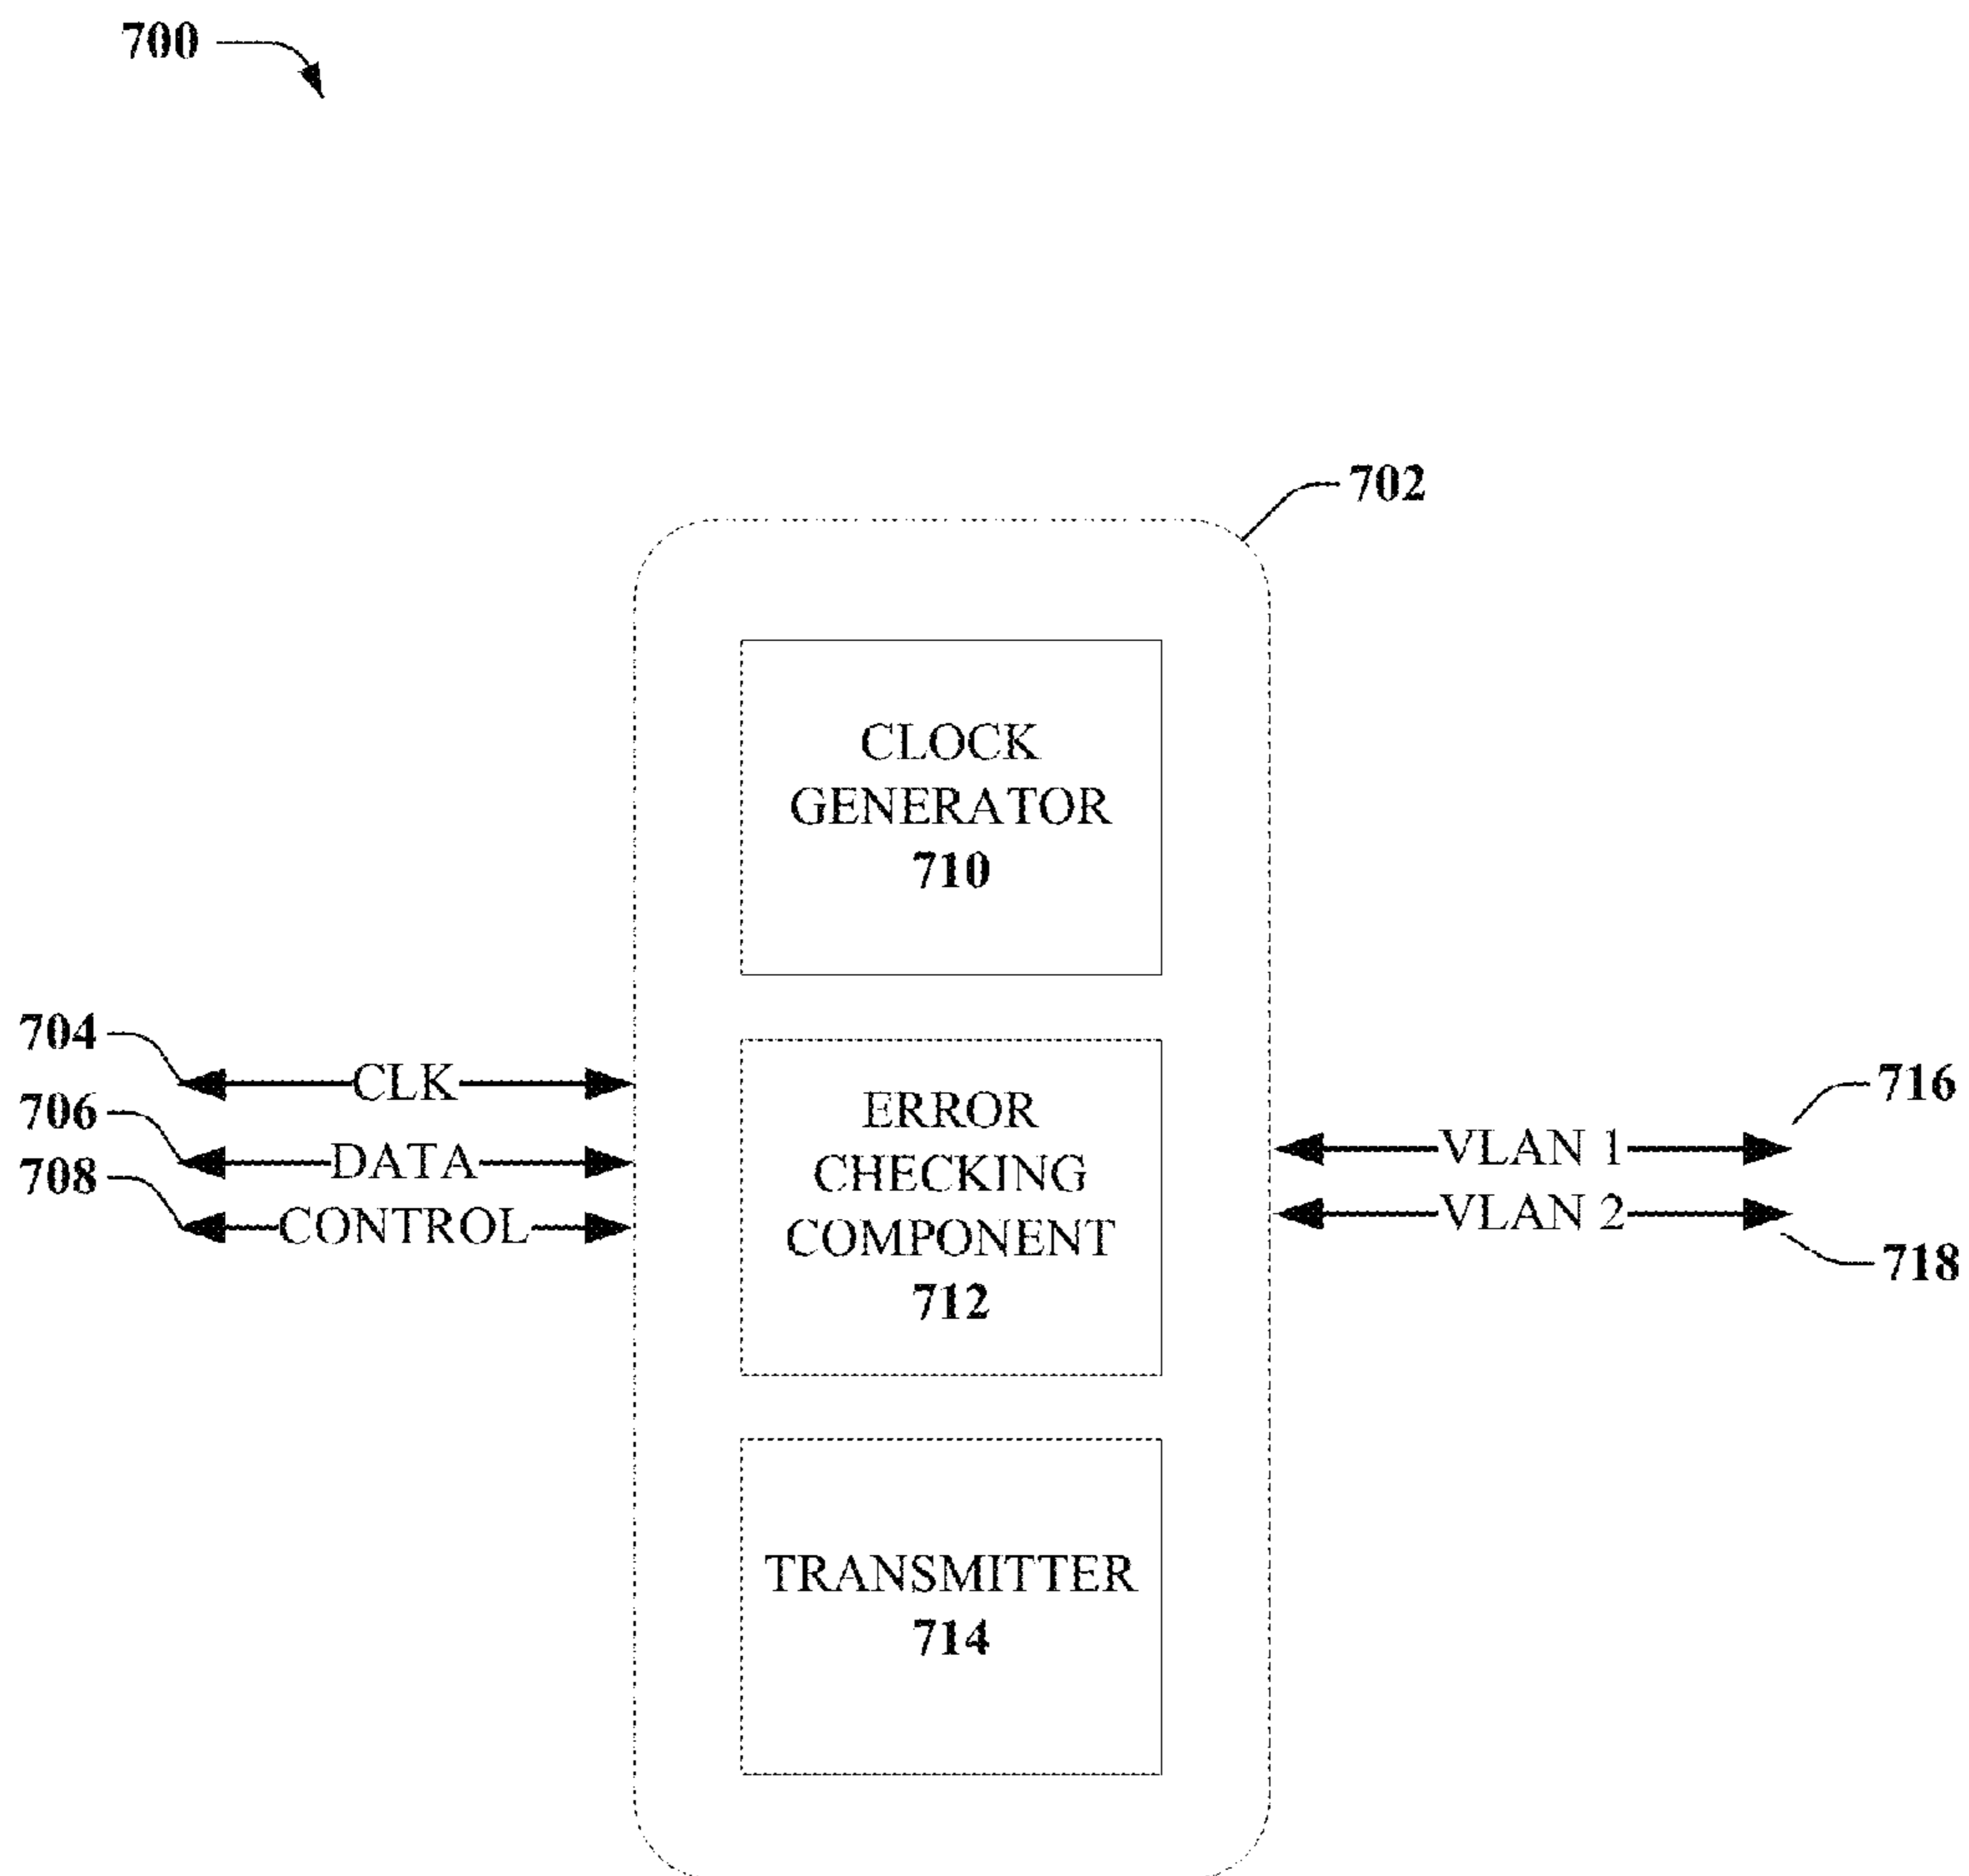 700
702
CLOCK
GENERATOR
710
704
CLK
706
DATA
708
CONTROL
ERROR
CHECKING
COMPONENT
712
716
VLAN 1
VLAN 2
718
TRANSMITTER
714